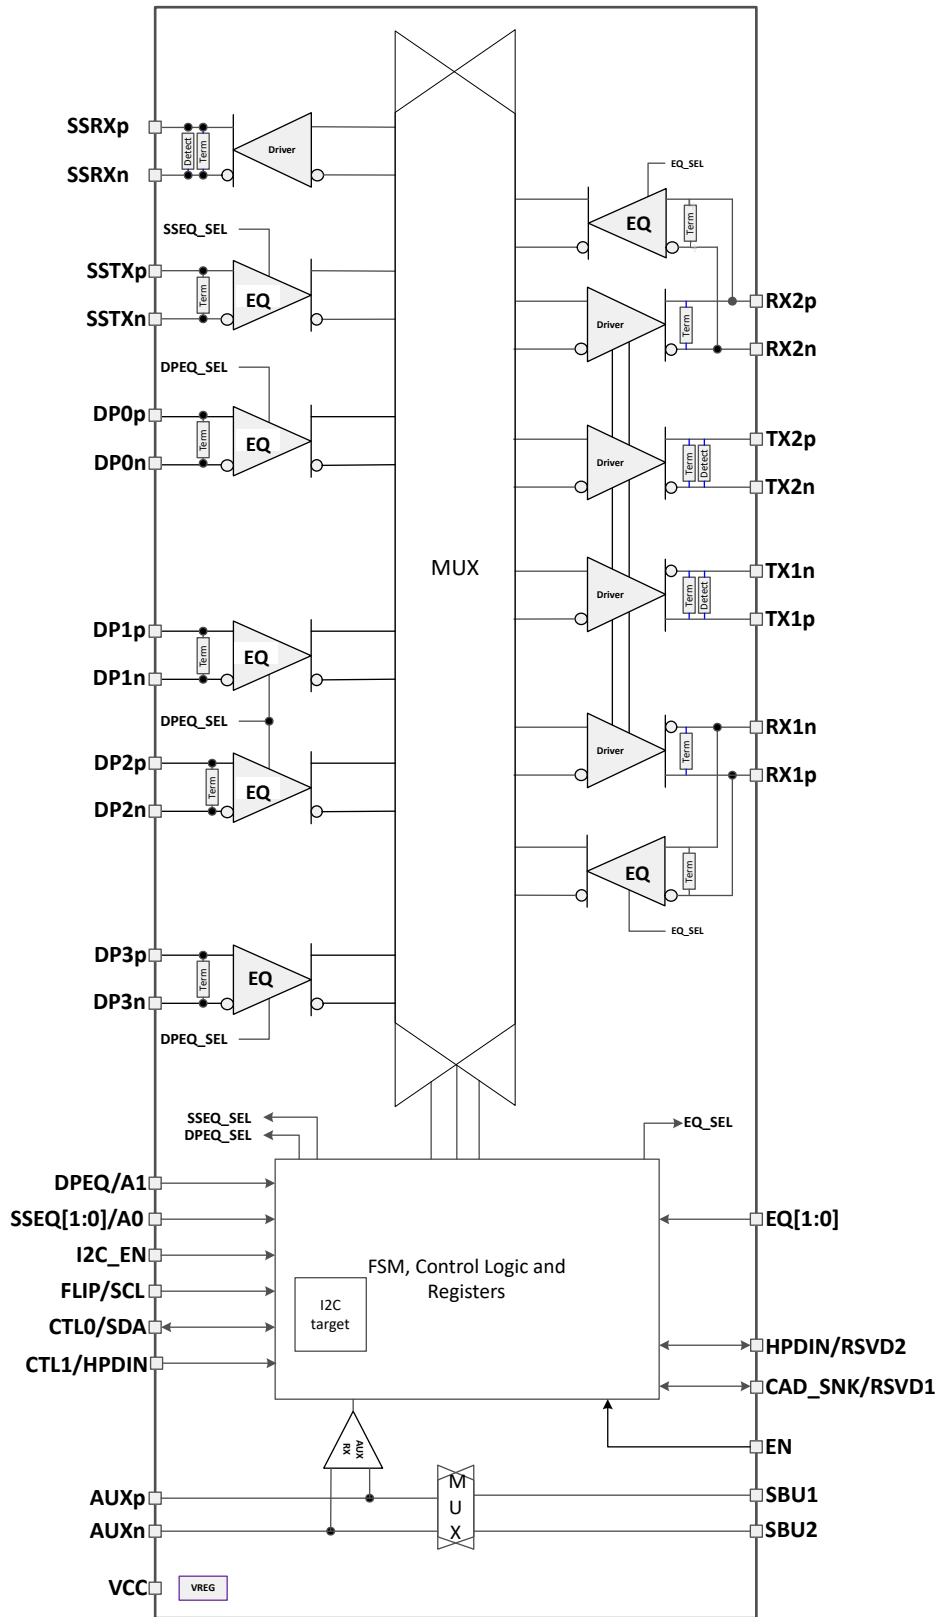 SSRXp
SSRXn
Detect
Term
Driver
SSEQ_SEL
SSTXp
SSTXn
Term
EQ
DPEQ_SEL
DP0p
DP0n
Term
EQ
DP1p
DP1n
Term
EQ
DPEQ_SEL
DP2p
DP2n
Term
EQ
DP3p
DP3n
Term
EQ
DPEQ_SEL
MUX
EQ_SEL
EQ
Term
Driver
Term
RX2p
RX2n
Driver
Term
Detect
TX2p
TX2n
Driver
Term
Detect
TX1n
TX1p
Driver
Term
RX1n
RX1p
EQ
Term
EQ_SEL
SSEQ_SEL
DPEQ_SEL
EQ_SEL
DPEQ/A1
SSEQ[1:0]/A0
I2C_EN
FLIP/SCL
CTL0/SDA
CTL1/HPDIN
FSM, Control Logic and
Registers
I2C
target
EQ[1:0]
HPDIN/RSVD2
CAD_SNK/RSVD1
EN
AUX
RX
AUXp
AUXn
M
U
X
SBU1
SBU2
VCC
VREG